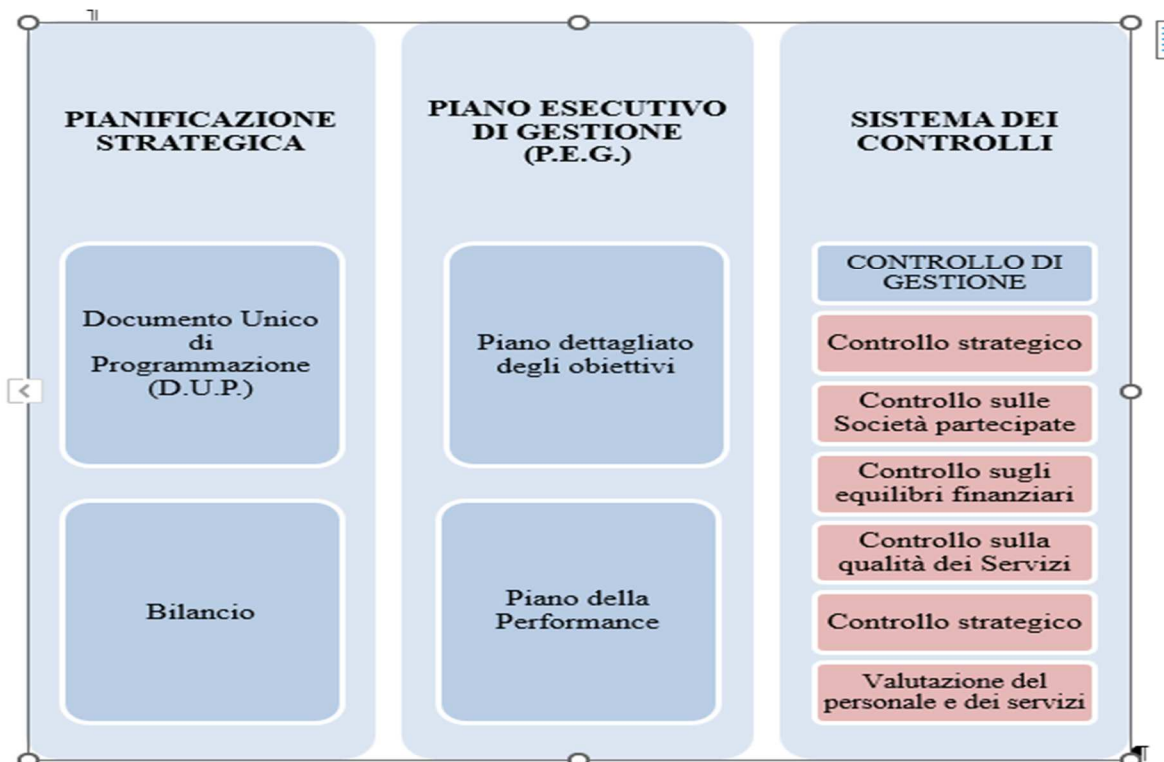 PIANIFICAZIONE
STRATEGICA
Documento Unico
di
Programmazione
(D.U.P.)
Bilancio
PIANO ESECUTIVO
DI GESTIONE
(P.E.G.)
Piano dettagliato
degli obiettivi
Piano della
Performance
SISTEMA DEI
CONTROLLI
CONTROLLO DI
GESTIONE
Controllo strategico
Controllo sulle
Società partecipate
Controllo sugli
equilibri finanziari
Controllo sulla
qualità dei Servizi
Controllo strategico
Valutazione del
personale e dei servizi